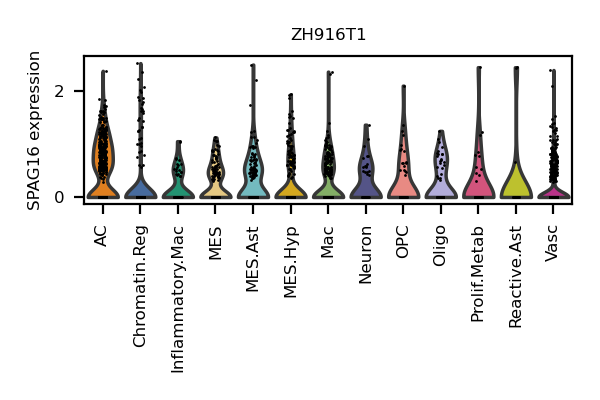 ZH916T1
SPAG16 expression
2
0
AC
Chromatin.Reg
Inflammatory.Mac
MES
MES.Ast
MES.Hyp
Mac
Neuron
OPC
Oligo
Prolif.Metab
Reactive.Ast
Vasc